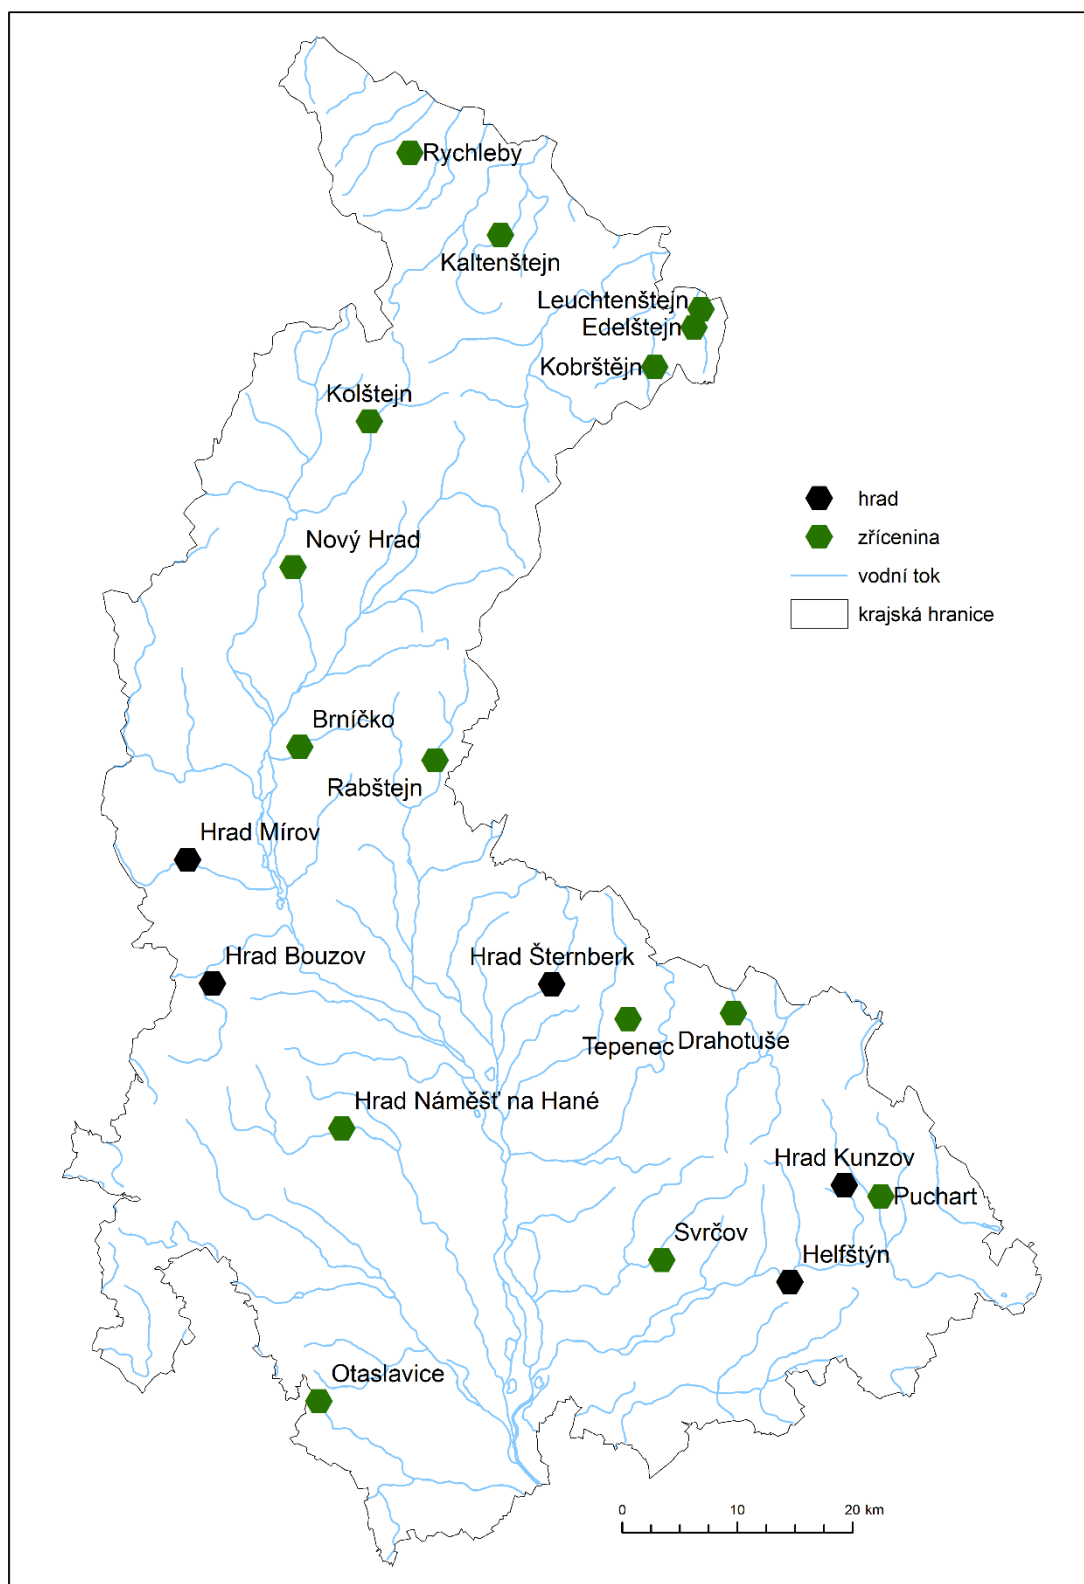 Rychleby
Kaltenštejn
Leuchtenštejn
Edelštejn
Kobrštějn
Kolštejn
hrad
zřícenina
Nový Hrad
vodní tok
krajská hranice
Brníčko
Rabštejn
Hrad Mírov
Hrad Bouzov
Hrad Šternberk
Tepenec
Drahotuše
Hrad Náměšť na Hané
Hrad Kunzov
Puchart
Svrčov
Helfštýn
Otaslavice
0 10 20 km